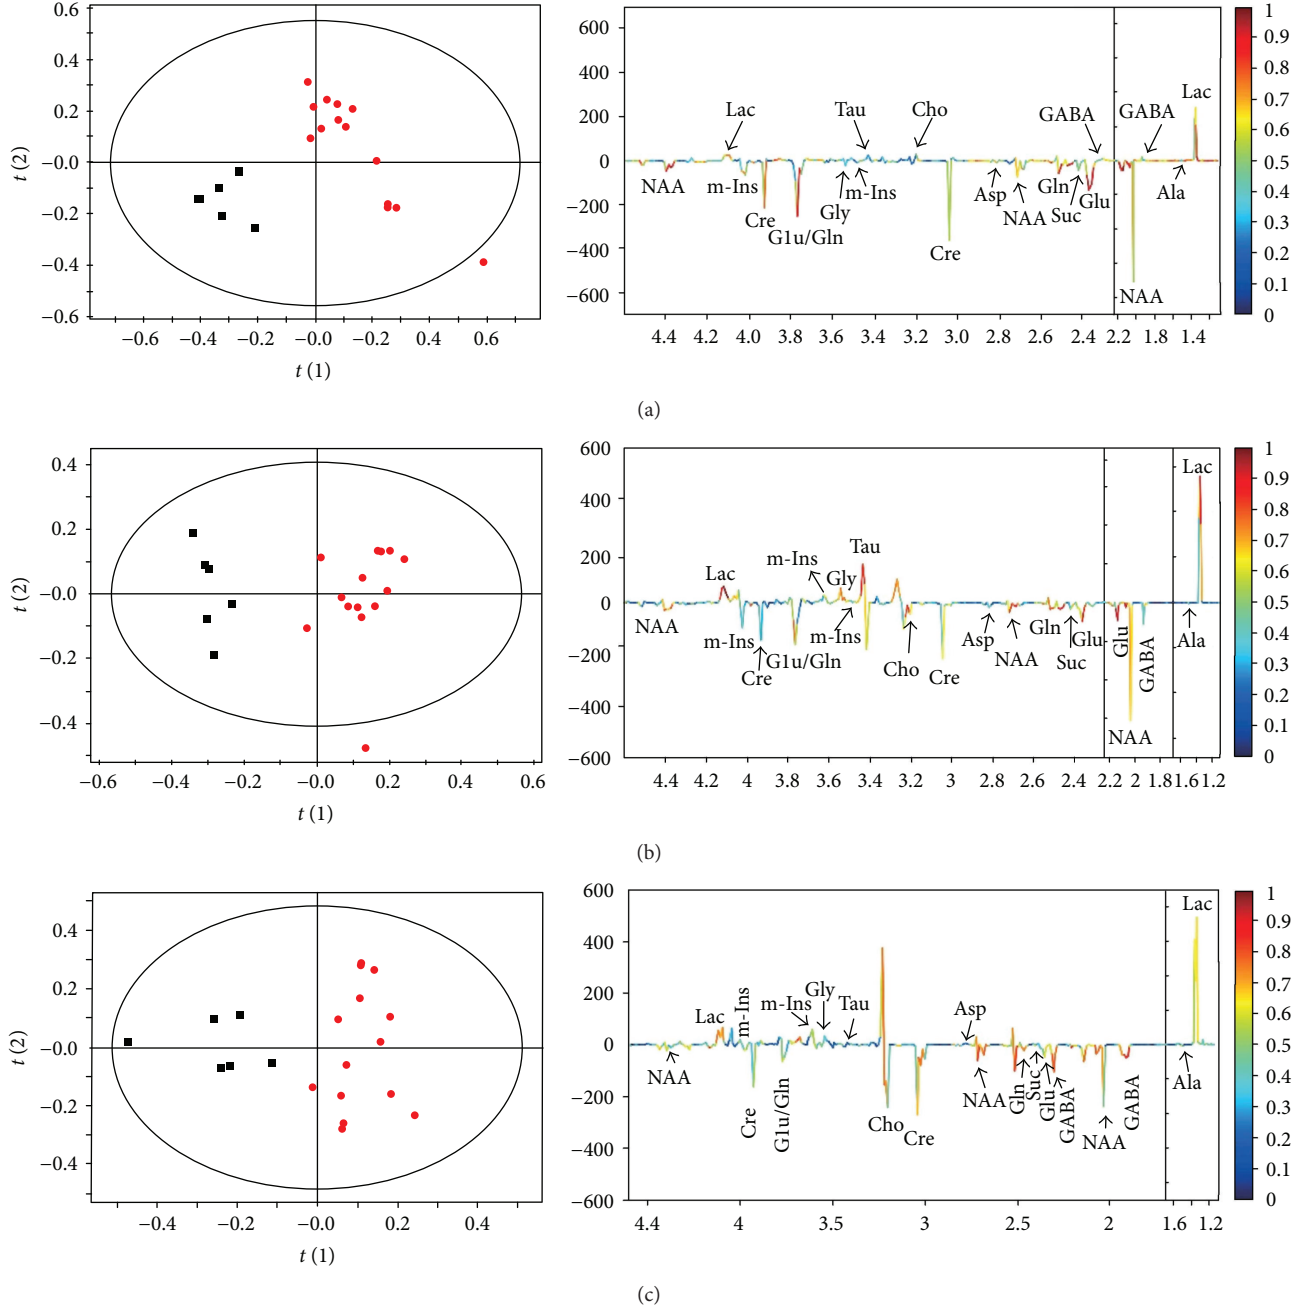 0.6
0.4
0.2
−0.0
−0.2
−0.4
−0.6
t (2)
−0.6 −0.4 −0.2 −0.0 −0.2 0.4 0.6
t (1)
600
400
200
0
−200
−400
−600
Lac
Tau
Cho
GABA
GABA
Lac
NAA
m-Ins
Cre
G1u/Gln
Gly
m-Ins
Cre
Asp
NAA
Gln
Suc
Glu
NAA
Ala
4.4 4.2 4 3.8 3.6 3.4 3.2 3.0 2.8 2.6 2.4 2.2 1.8 1.4
1
0.9
0.8
0.7
0.6
0.5
0.4
0.3
0.2
0.1
0
(a)
0.4
0.2
−0.0
−0.2
−0.4
t (2)
−0.6 −0.4 −0.2 −0.0 0.2 0.4 0.6
t (1)
600
400
200
0
−200
−400
−600
Lac
m-Ins
Gly
Tau
Lac
NAA
m-Ins
Cre
G1u/Gln
m-Ins
Cho
Cre
Asp
NAA
Gln
Suc
Glu
Glu
NAA
GABA
Ala
4.4 4.2 4 3.8 3.6 3.4 3.2 3 2.8 2.6 2.4 2.2 2 1.8 1.6 1.2
1
0.9
0.8
0.7
0.6
0.5
0.4
0.3
0.2
0.1
0
(b)
0.4
0.2
−0.0
−0.2
−0.4
t (2)
−0.4 −0.2 −0.0 0.2 0.4
t (1)
600
400
200
0
−200
−400
−600
Lac
m-Ins
m-Ins
Gly
Tau
Asp
Lac
NAA
Cre
G1u/Gln
Cho
Cre
NAA
Gln
Suc
Glu
GABA
NAA
GABA
Ala
4.4 4 3.5 3 2.5 2 1.6 1.2
1
0.9
0.8
0.7
0.6
0.5
0.4
0.3
0.2
0.1
0
(c)